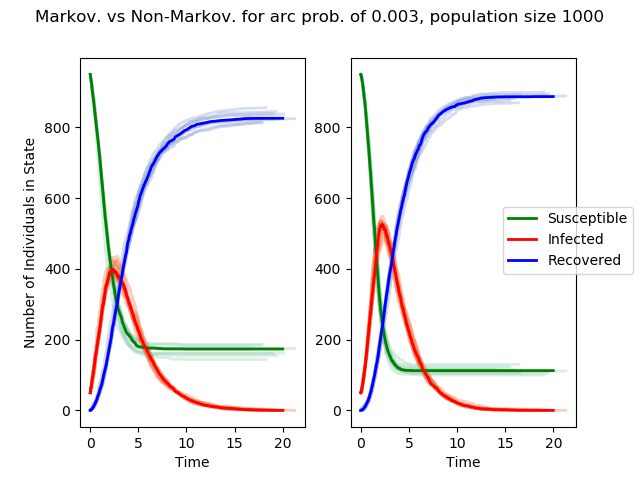 Markov. vs Non-Markov. for arc prob. of 0.003, population size 1000
Number of Individuals in State
800
600
400
200
0
0 5 10 15 20
Time
800
600
400
200
0
0 5 10 15 20
Time
Susceptible
Infected
Recovered